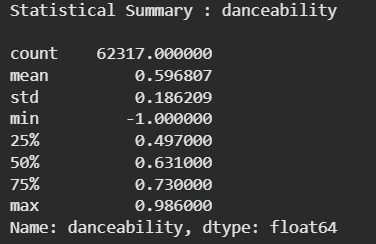 Statistical Summary : danceability
count 62317.000000
mean 0.596807
std 0.186209
min -1.000000
25% 0.497000
50% 0.631000
75% 0.730000
max 0.986000
Name: danceability, dtype: float64